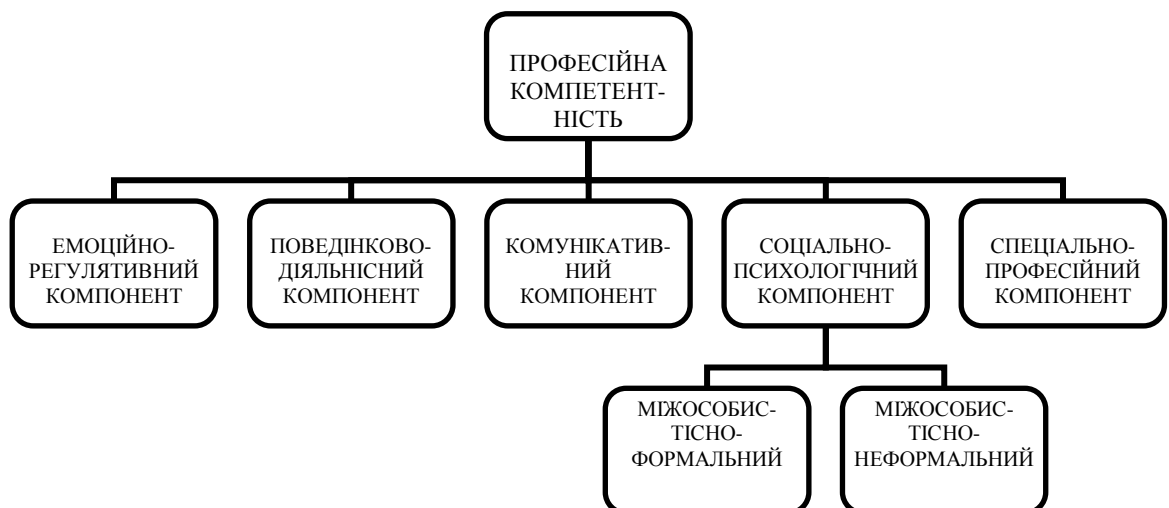 ПРОФЕСІЙНА
КОМПЕТЕНТ-
НІСТЬ
ЕМОЦІЙНО-
РЕГУЛЯТИВНИЙ
КОМПОНЕНТ
ПОВЕДІНКОВО-
ДІЯЛЬНІСНИЙ
КОМПОНЕНТ
КОМУНІКАТИВ-
НИЙ
КОМПОНЕНТ
СОЦІАЛЬНО-
ПСИХОЛОГІЧНИЙ
КОМПОНЕНТ
СПЕЦІАЛЬНО-
ПРОФЕСІЙНИЙ
КОМПОНЕНТ
МІЖОСОБИС-
ТІСНО-
ФОРМАЛЬНИЙ
МІЖОСОБИС-
ТІСНО-
НЕФОРМАЛЬНИЙ